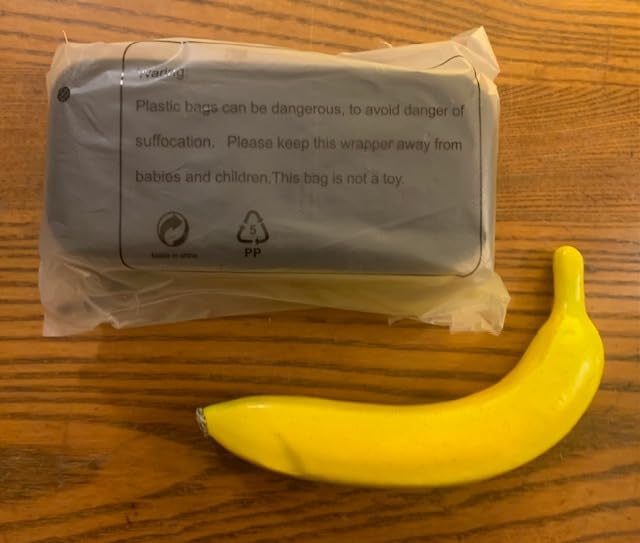 Waring
Plastic bags can be dangerous, to avoid danger of
suffocation. Please keep this wrapper away from
babies and children.This bag is not a toy.
5
PP